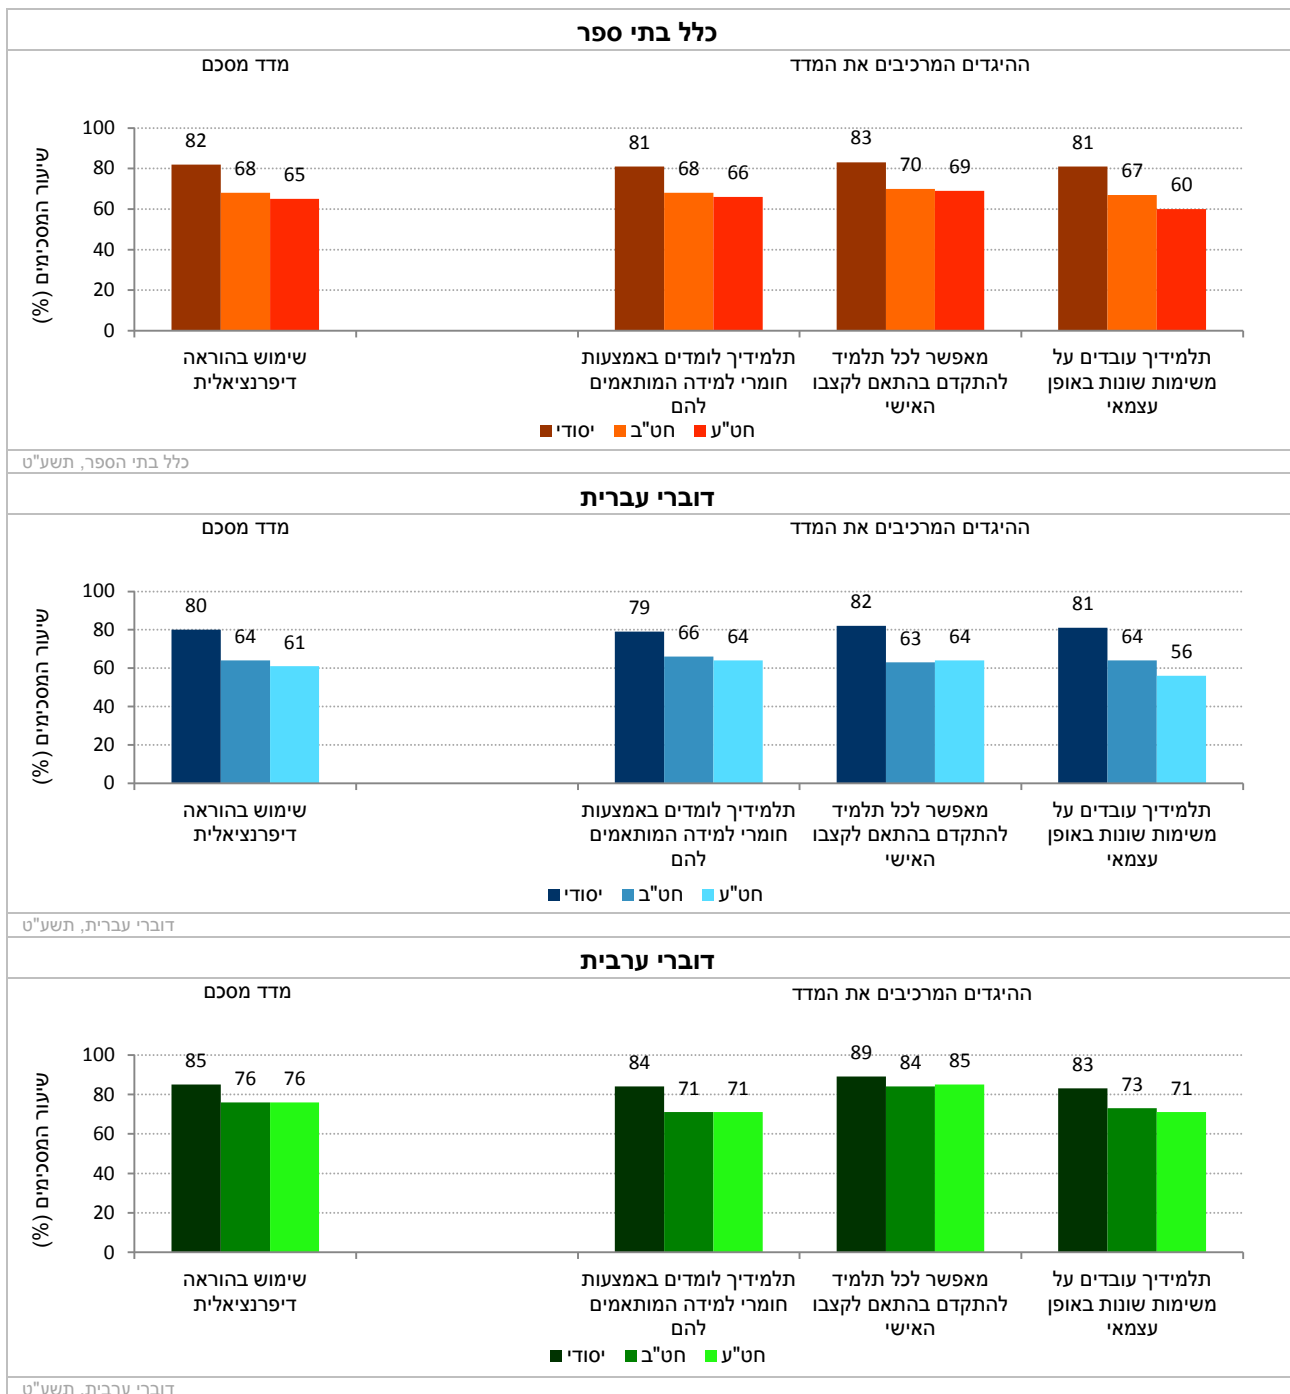 כלל בתי ספר
מדד מסכם
ההיגדים המרכיבים את המדד
שיעור המסכימים (%)
100
80
60
40
20
0
82
68
65
81
68
66
83
70
69
81
67
60
שימוש בהוראה
דיפרנציאלית
תלמידיך לומדים באמצעות
חומרי למידה המותאמים
להם
מאפשר לכל תלמיד
להתקדם בהתאם לקצבו
האישי
תלמידיך עובדים על
משימות שונות באופן
עצמאי
יסודי חט"ב חט"ע
כלל בתי הספר, תשע"ט
דוברי עברית
מדד מסכם
ההיגדים המרכיבים את המדד
שיעור המסכימים (%)
100
80
60
40
20
0
80
64
61
79
66
64
82
63
64
81
64
56
שימוש בהוראה
דיפרנציאלית
תלמידיך לומדים באמצעות
חומרי למידה המותאמים
להם
מאפשר לכל תלמיד
להתקדם בהתאם לקצבו
האישי
תלמידיך עובדים על
משימות שונות באופן
עצמאי
יסודי חט"ב חט"ע
דוברי עברית, תשע"ט
דוברי ערבית
מדד מסכם
ההיגדים המרכיבים את המדד
שיעור המסכימים (%)
100
80
60
40
20
0
85
76
76
84
71
71
89
84
85
83
73
71
שימוש בהוראה
דיפרנציאלית
תלמידיך לומדים באמצעות
חומרי למידה המותאמים
להם
מאפשר לכל תלמיד
להתקדם בהתאם לקצבו
האישי
תלמידיך עובדים על
משימות שונות באופן
עצמאי
יסודי חט"ב חט"ע
דוברי ערבית, תשע"ט